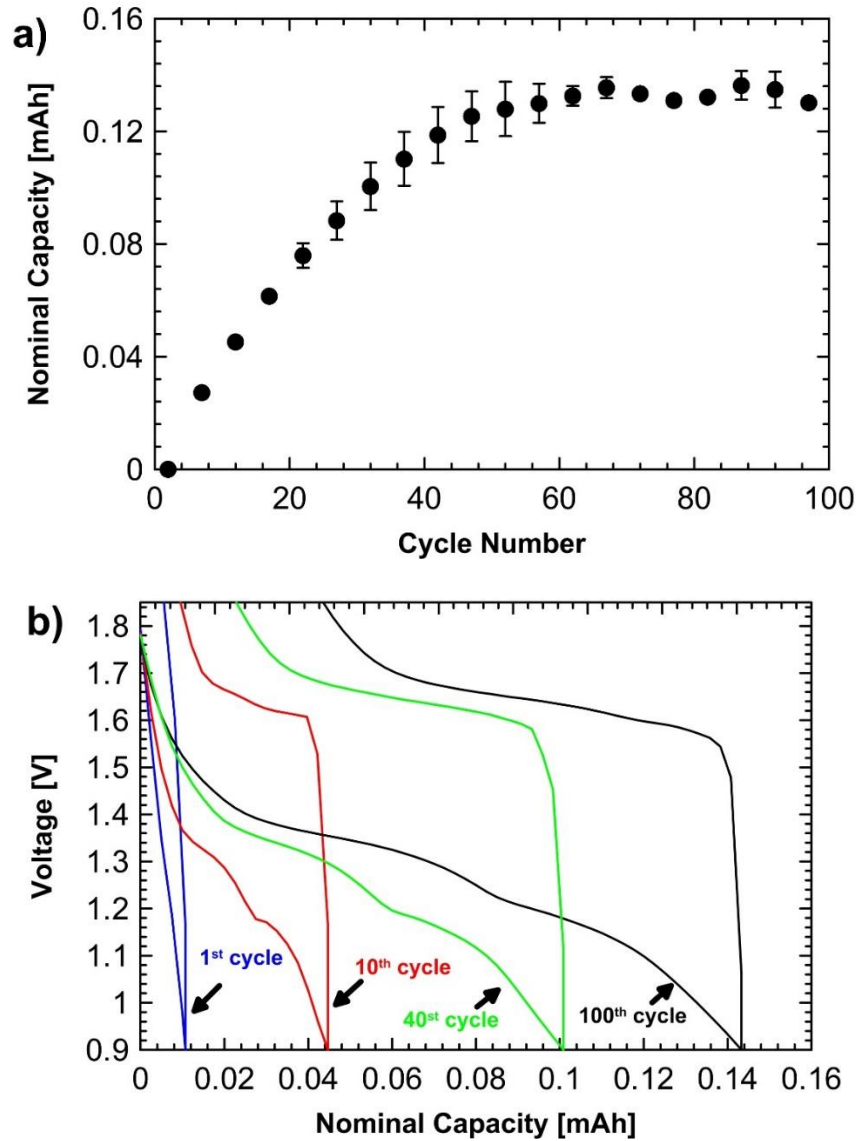 a)
0.16
0.12
0.08
0.04
0
Nominal Capacity [mAh]
0 20 40 60 80 100
Cycle Number
b)
1.8
1.7
1.6
1.5
1.4
1.3
1.2
1.1
1
0.9
Voltage [V]
1st cycle
10th cycle
40st cycle
100th cycle
0 0.02 0.04 0.06 0.08 0.1 0.12 0.14 0.16
Nominal Capacity [mAh]